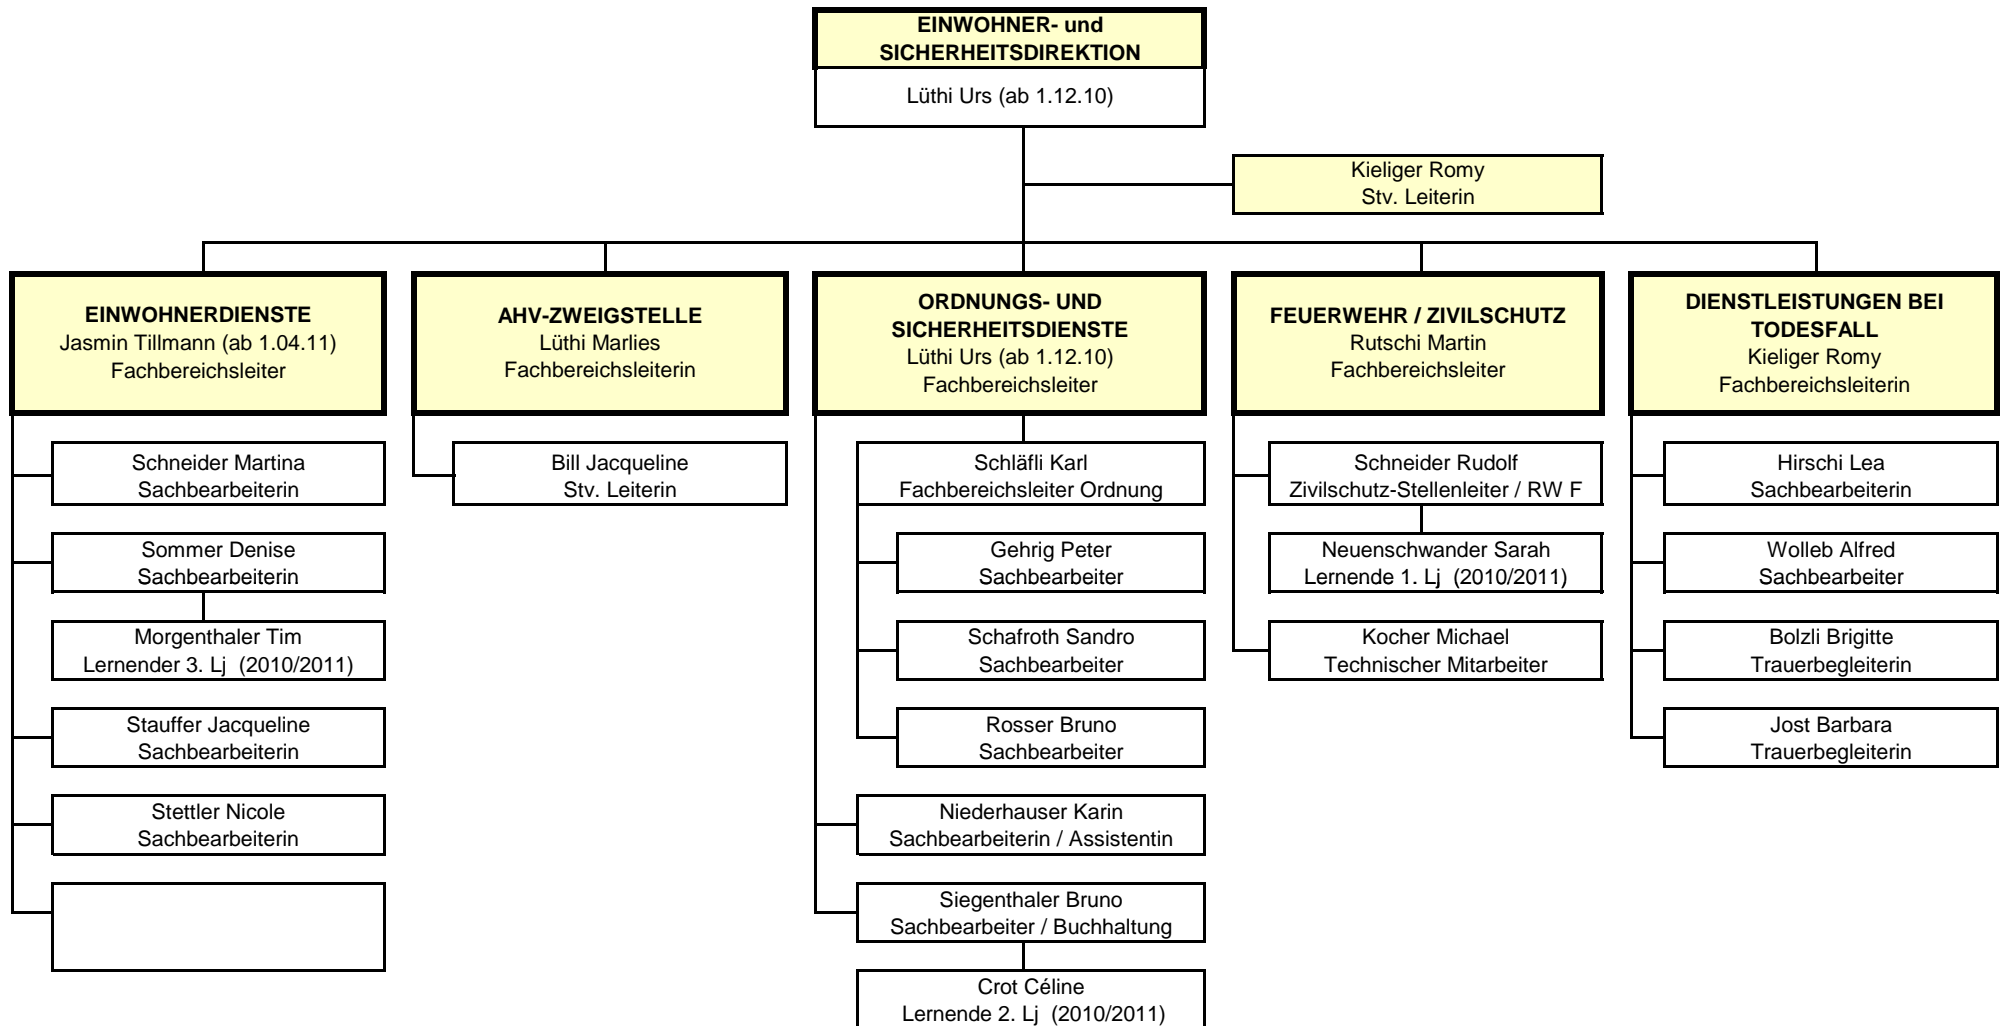 EINWOHNER- und
SICHERHEITSDIREKTION
Lüthi Urs (ab 1.12.10)
Kieliger Romy
Stv. Leiterin
EINWOHNERDIENSTE
Jasmin Tillmann (ab 1.04.11)
Fachbereichsleiter
AHV-ZWEIGSTELLE
Lüthi Marlies
Fachbereichsleiterin
ORDNUNGS- UND
SICHERHEITSDIENSTE
Lüthi Urs (ab 1.12.10)
Fachbereichsleiter
FEUERWEHR / ZIVILSCHUTZ
Rutschi Martin
Fachbereichsleiter
DIENSTLEISTUNGEN BEI
TODESFALL
Kieliger Romy
Fachbereichsleiterin
Schneider Martina
Sachbearbeiterin
Sommer Denise
Sachbearbeiterin
Morgenthaler Tim
Lernender 3. Lj (2010/2011)
Stauffer Jacqueline
Sachbearbeiterin
Stettler Nicole
Sachbearbeiterin
Bill Jacqueline
Stv. Leiterin
Schläfli Karl
Fachbereichsleiter Ordnung
Gehrig Peter
Sachbearbeiter
Schafroth Sandro
Sachbearbeiter
Rosser Bruno
Sachbearbeiter
Niederhauser Karin
Sachbearbeiterin / Assistentin
Siegenthaler Bruno
Sachbearbeiter / Buchhaltung
Crot Céline
Lernende 2. Lj (2010/2011)
Schneider Rudolf
Zivilschutz-Stellenleiter / RW F
Neuenschwander Sarah
Lernende 1. Lj (2010/2011)
Kocher Michael
Technischer Mitarbeiter
Hirschi Lea
Sachbearbeiterin
Wolleb Alfred
Sachbearbeiter
Bolzli Brigitte
Trauerbegleiterin
Jost Barbara
Trauerbegleiterin